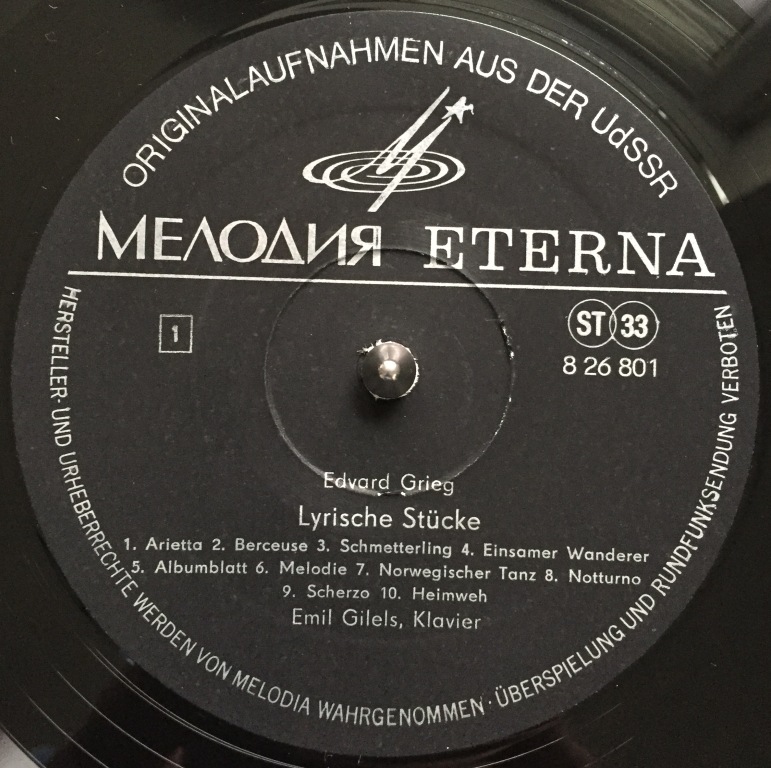 ORIGINALAUFNAHMEN AUS DER UdSSR
МЕЛОДИЯ ETERNA
1
ST 33
8 26 801
Edvard Grieg
Lyrische Stücke
1. Arietta 2. Berceuse 3. Schmetterling 4. Einsamer Wanderer
5. Albumblatt 6. Melodie 7. Norwegischer Tanz 8. Notturno
9. Scherzo 10. Heimweh
Emil Gilels, Klavier
HERSTELLER- UND URHEBERRECHTE WERDEN VON MELODIA WAHRGENOMMEN · ÜBERSPIELUNG UND RUNDFUNKSENDUNG VERBOTEN